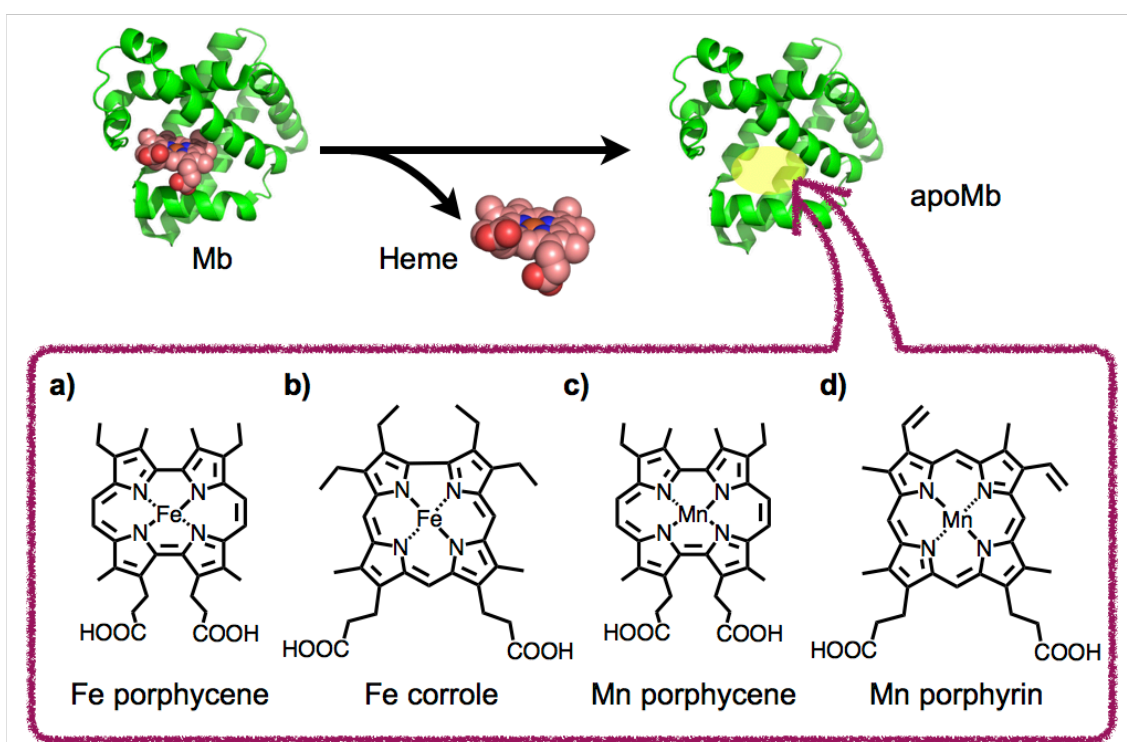 Mb
Heme
apoMb
a)
b)
c)
d)
N
N
Fe
N
N
HOOC
COOH
N
N
Fe
N
N
HOOC
COOH
N
N
Mn
N
N
HOOC
COOH
N
N
Mn
N
N
HOOC
COOH
Fe porphycene
Fe corrole
Mn porphycene
Mn porphyrin